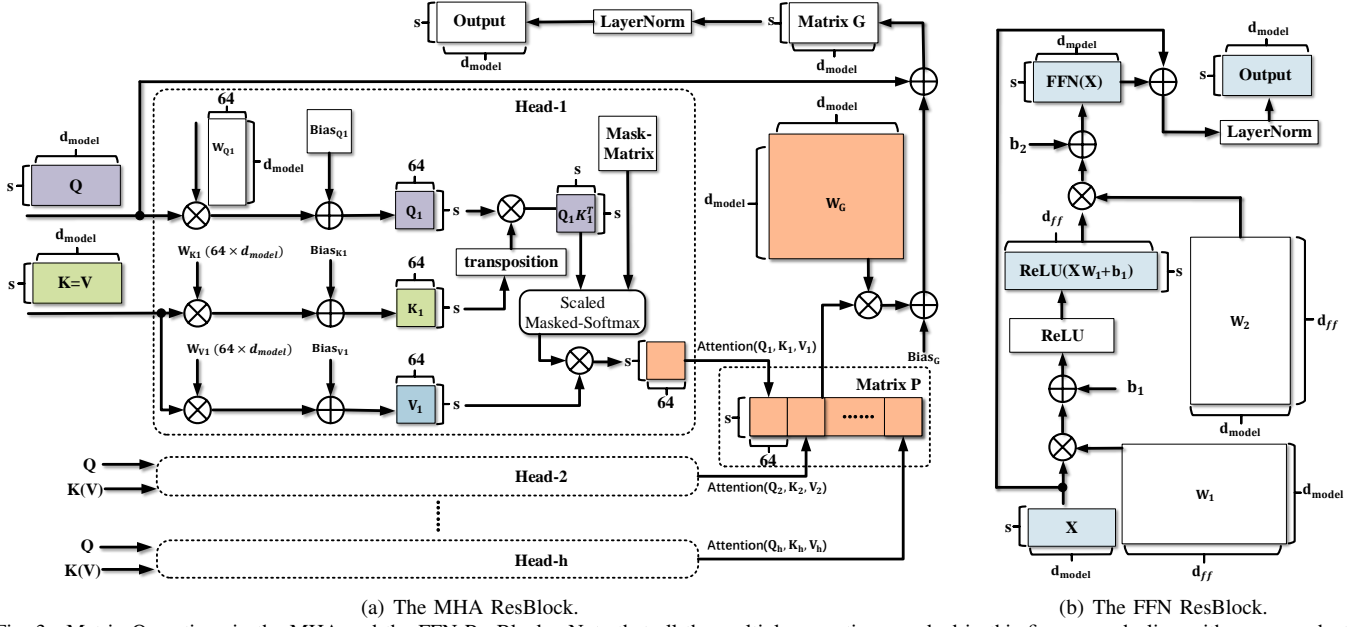 s
Output
d_model
LayerNorm
s
Matrix G
d_model
Head-1
64
W_Q1
d_model
Bias_Q1
Mask-
Matrix
d_model
s
Q
64
Q_1
s
s
Q_1K_1^T
s
d_model
s
K=V
W_K1 (64 × d_model)
Bias_K1
64
K_1
s
transposition
Scaled
Masked-Softmax
W_V1 (64 × d_model)
Bias_V1
64
V_1
s
s
64
Attention(Q_1, K_1, V_1)
d_model
d_model
W_G
Bias_G
Matrix P
s
······
64
Q
K(V)
Head-2
Attention(Q_2, K_2, V_2)
Q
K(V)
Head-h
Attention(Q_h, K_h, V_h)
(a) The MHA ResBlock.
d_model
s
FFN(X)
d_model
s
Output
LayerNorm
b_2
d_ff
ReLU(XW_1+b_1)
s
W_2
d_ff
d_model
ReLU
b_1
W_1
d_model
d_ff
s
X
d_model
(b) The FFN ResBlock.